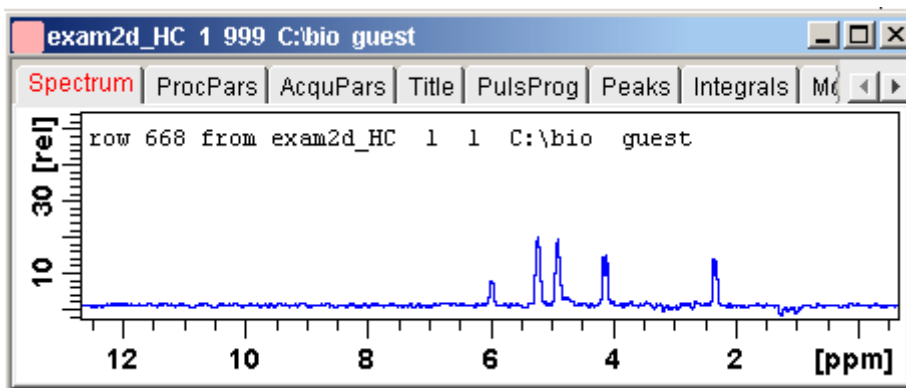 exam2d_HC 1 999 C:\bio guest
Spectrum ProcPars AcquPars Title PulsProg Peaks Integrals
row 668 from exam2d_HC 1 1 C:\bio guest
[rel]
30
10
12 10 8 6 4 2 [ppm]